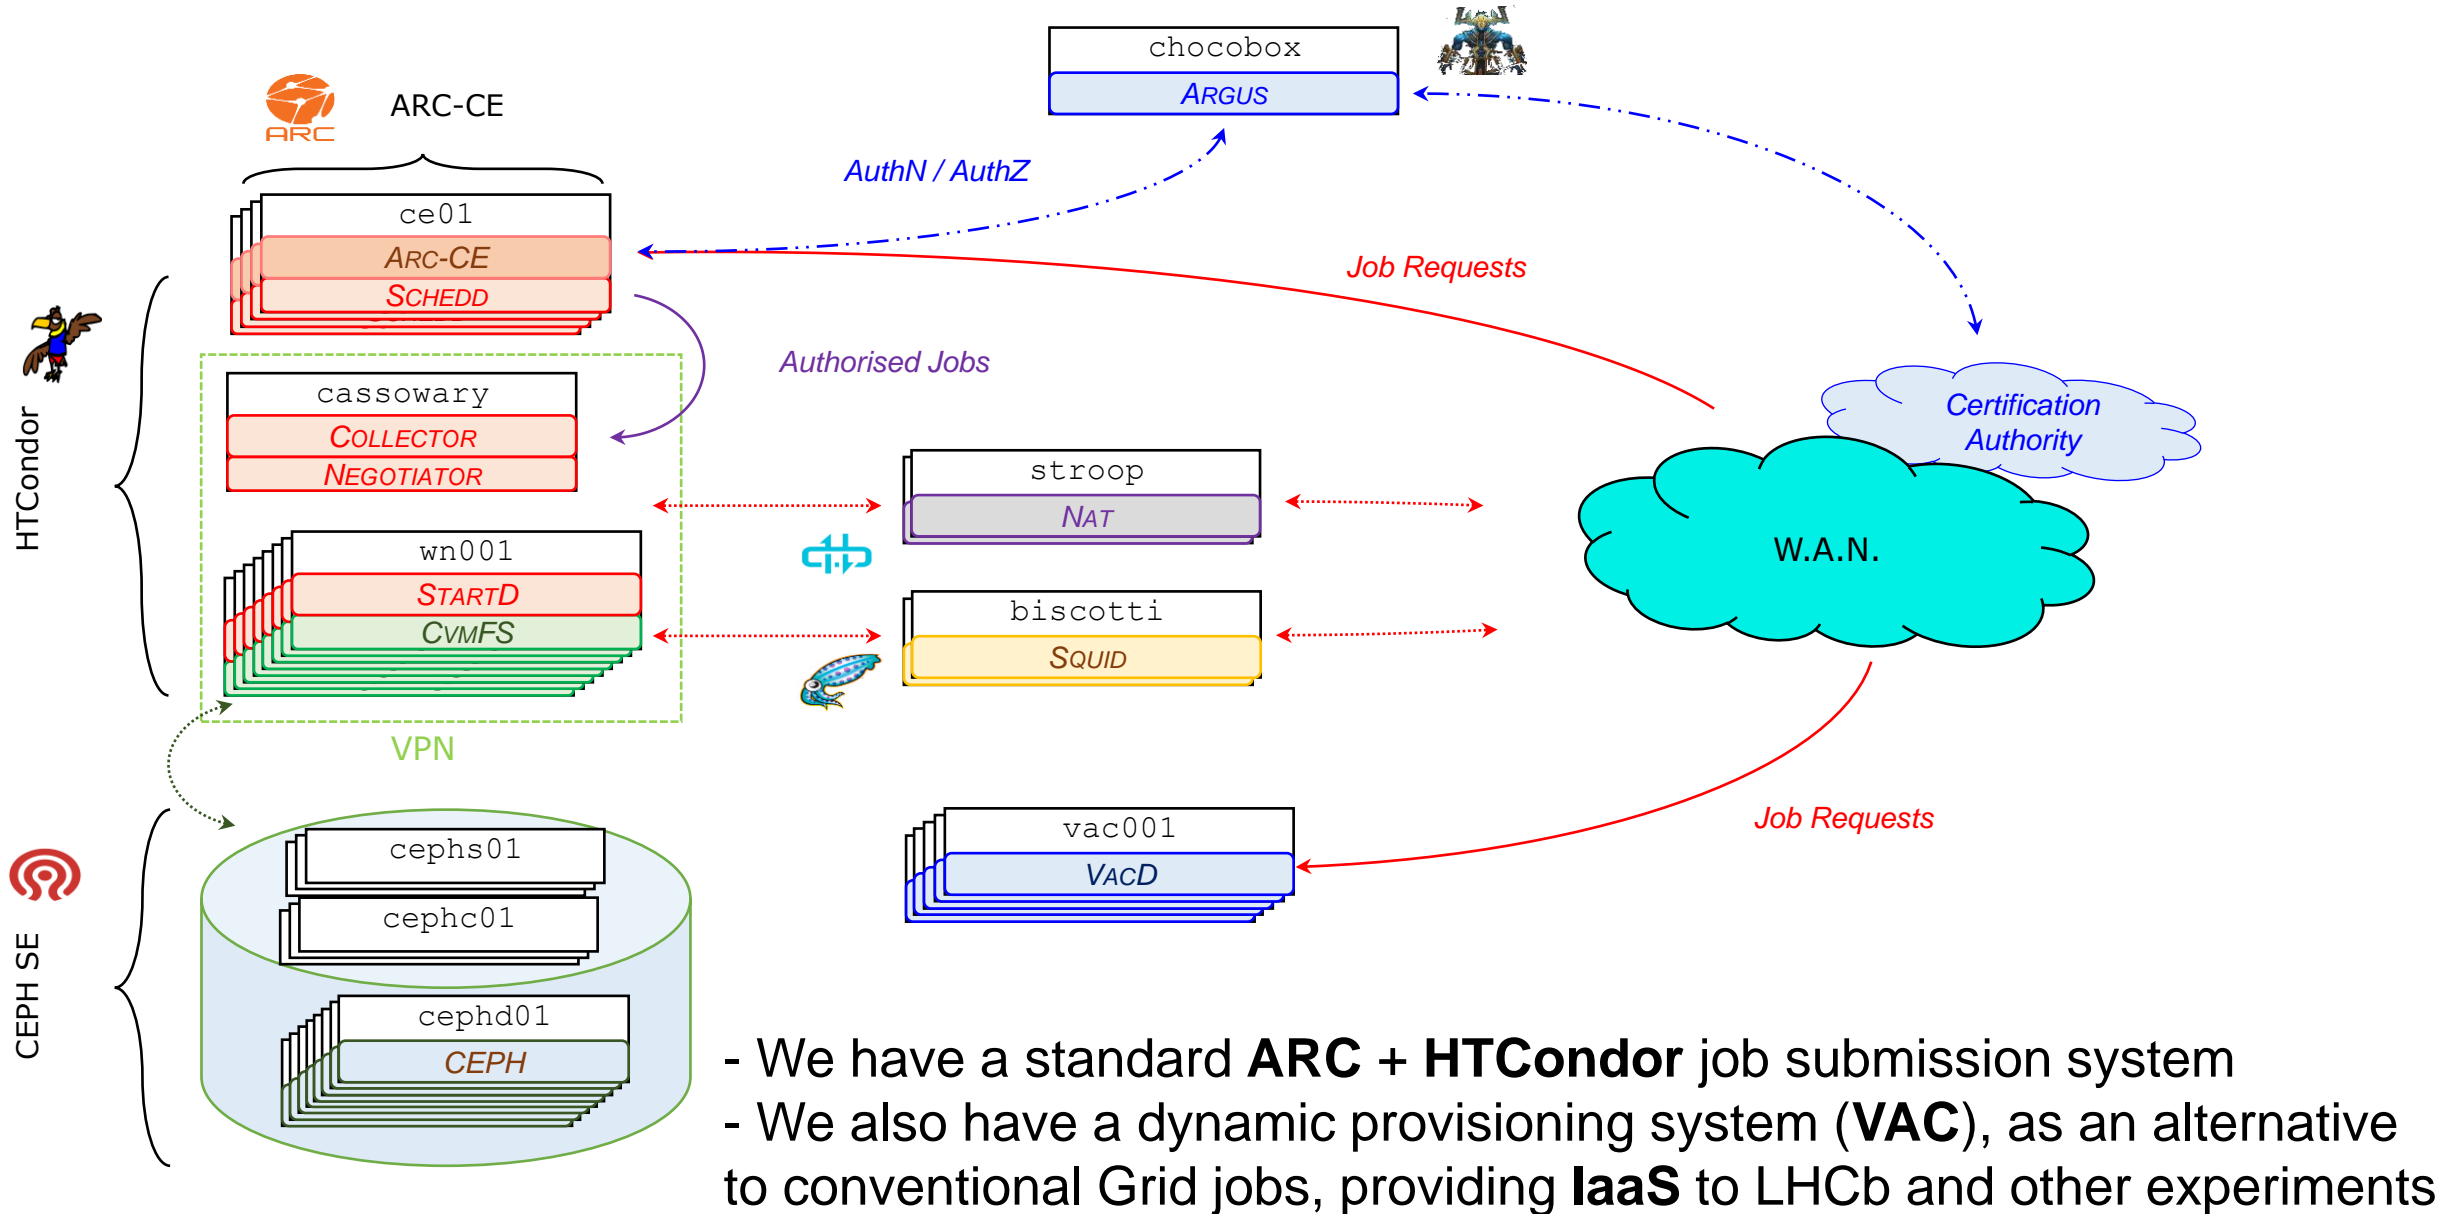 chocobox
ARGUS
ARC
ARC-CE
AuthN / AuthZ
ce01
ARC-CE
SCHEDD
Job Requests
HTCondor
Authorised Jobs
cassowary
COLLECTOR
NEGOTIATOR
Certification
Authority
stroop
NAT
W.A.N.
wn001
STARTD
CVMFS
biscotti
SQUID
VPN
CEPH SE
cephs01
cephc01
cephd01
CEPH
vac001
VACD
Job Requests
- We have a standard ARC + HTCondor job submission system
- We also have a dynamic provisioning system (VAC), as an alternative
to conventional Grid jobs, providing IaaS to LHCb and other experiments